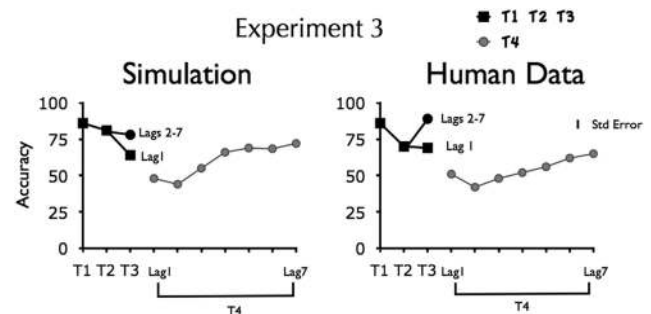 Experiment 3
T1 T2 T3
T4
Simulation
Human Data
100
75
50
25
0
Accuracy
Lags 2-7
Lag1
T1 T2 T3 Lag1 Lag7
T4
100
75
50
25
0
Lags 2-7
Lag 1
Std Error
T1 T2 T3 Lag1 Lag7
T4